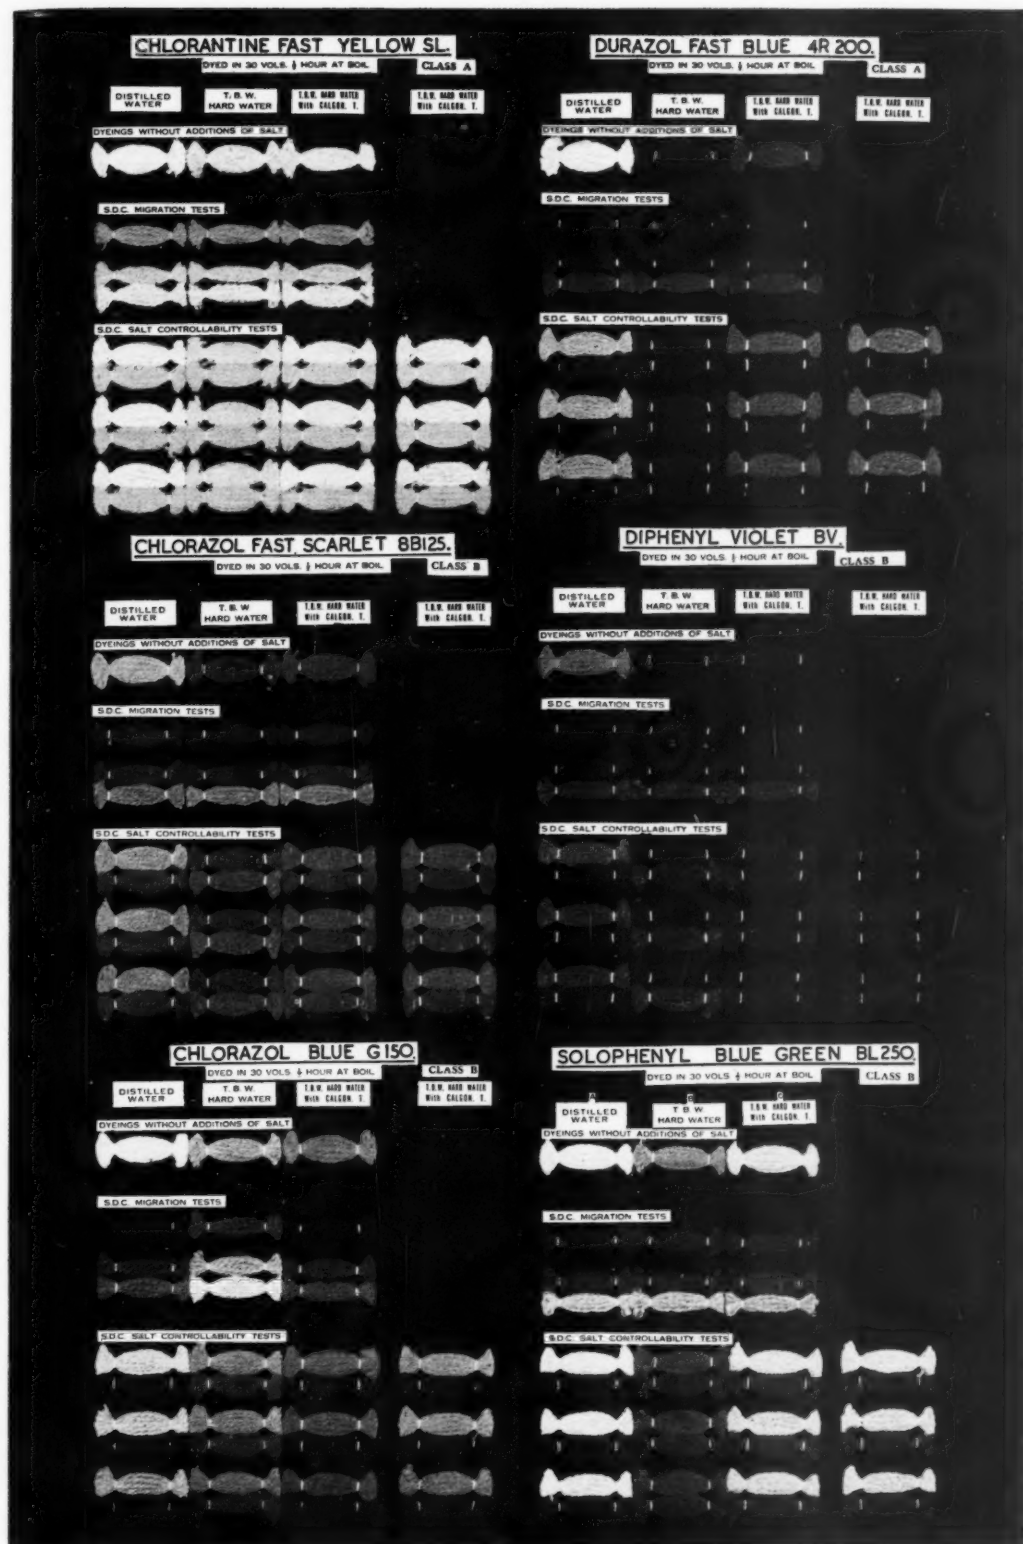 CHLORANTINE FAST YELLOW SL.
DYED IN 30 VOLS. ½ HOUR AT BOIL
CLASS A
DISTILLED WATER
T. B. W. HARD WATER
T.B.W. HARD WATER With CALGON. T.
T.B.W. HARD WATER With CALGON. T.
DYEINGS WITHOUT ADDITIONS OF SALT
S.D.C. MIGRATION TESTS
S.D.C. SALT CONTROLLABILITY TESTS
DURAZOL FAST BLUE 4R 200.
DYED IN 30 VOLS. ½ HOUR AT BOIL
CLASS A
DISTILLED WATER
T. B. W. HARD WATER
T.B.W. HARD WATER With CALGON. T.
T.B.W. HARD WATER With CALGON. T.
DYEINGS WITHOUT ADDITIONS OF SALT
S.D.C. MIGRATION TESTS
S.D.C. SALT CONTROLLABILITY TESTS
CHLORAZOL FAST SCARLET 8B125.
DYED IN 30 VOLS. ½ HOUR AT BOIL
CLASS B
DISTILLED WATER
T. B. W HARD WATER
T.B.W. HARD WATER With CALGON. T.
T.B.W. HARD WATER With CALGON. T.
DYEINGS WITHOUT ADDITIONS OF SALT
S.D.C. MIGRATION TESTS
S.D.C. SALT CONTROLLABILITY TESTS
DIPHENYL VIOLET BV.
DYED IN 30 VOLS. ½ HOUR AT BOIL
CLASS B
DISTILLED WATER
T. B. W. HARD WATER
T.B.W. HARD WATER With CALGON. T.
T.B.W. HARD WATER With CALGON. T.
DYEINGS WITHOUT ADDITIONS OF SALT
S.D.C. MIGRATION TESTS
S.D.C. SALT CONTROLLABILITY TESTS
CHLORAZOL BLUE G150.
DYED IN 30 VOLS ½ HOUR AT BOIL
CLASS B
DISTILLED WATER
T. B. W. HARD WATER
T.B.W. HARD WATER With CALGON. T.
T.B.W. HARD WATER With CALGON. T.
DYEINGS WITHOUT ADDITIONS OF SALT
S.D.C. MIGRATION TESTS
S.D.C. SALT CONTROLLABILITY TESTS
SOLOPHENYL BLUE GREEN BL250.
DYED IN 30 VOLS ½ HOUR AT BOIL
CLASS B
DISTILLED WATER
T B W HARD WATER
T.B.W. HARD WATER With CALGON. T.
DYEINGS WITHOUT ADDITIONS OF SALT
S.D.C. MIGRATION TESTS
S.D.C. SALT CONTROLLABILITY TESTS